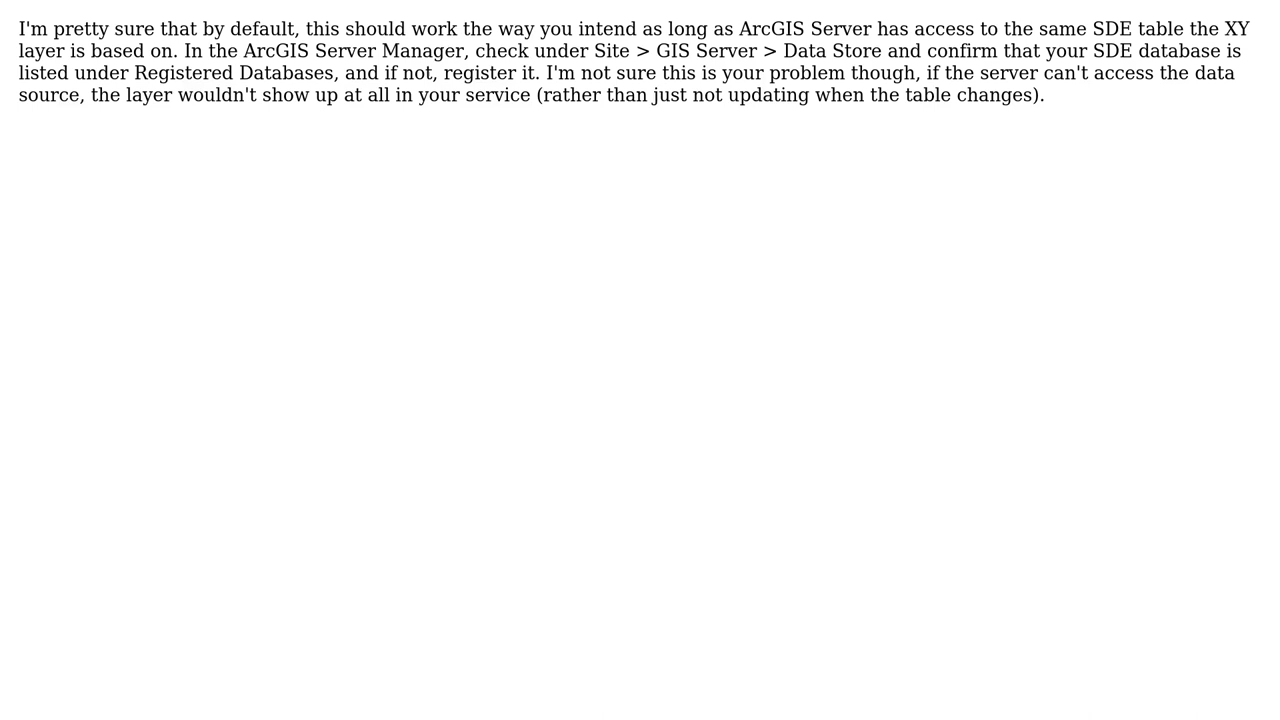 I'm pretty sure that by default, this should work the way you intend as long as ArcGIS Server has access to the same SDE table the XY
layer is based on. In the ArcGIS Server Manager, check under Site > GIS Server > Data Store and confirm that your SDE database is
listed under Registered Databases, and if not, register it. I'm not sure this is your problem though, if the server can't access the data
source, the layer wouldn't show up at all in your service (rather than just not updating when the table changes).